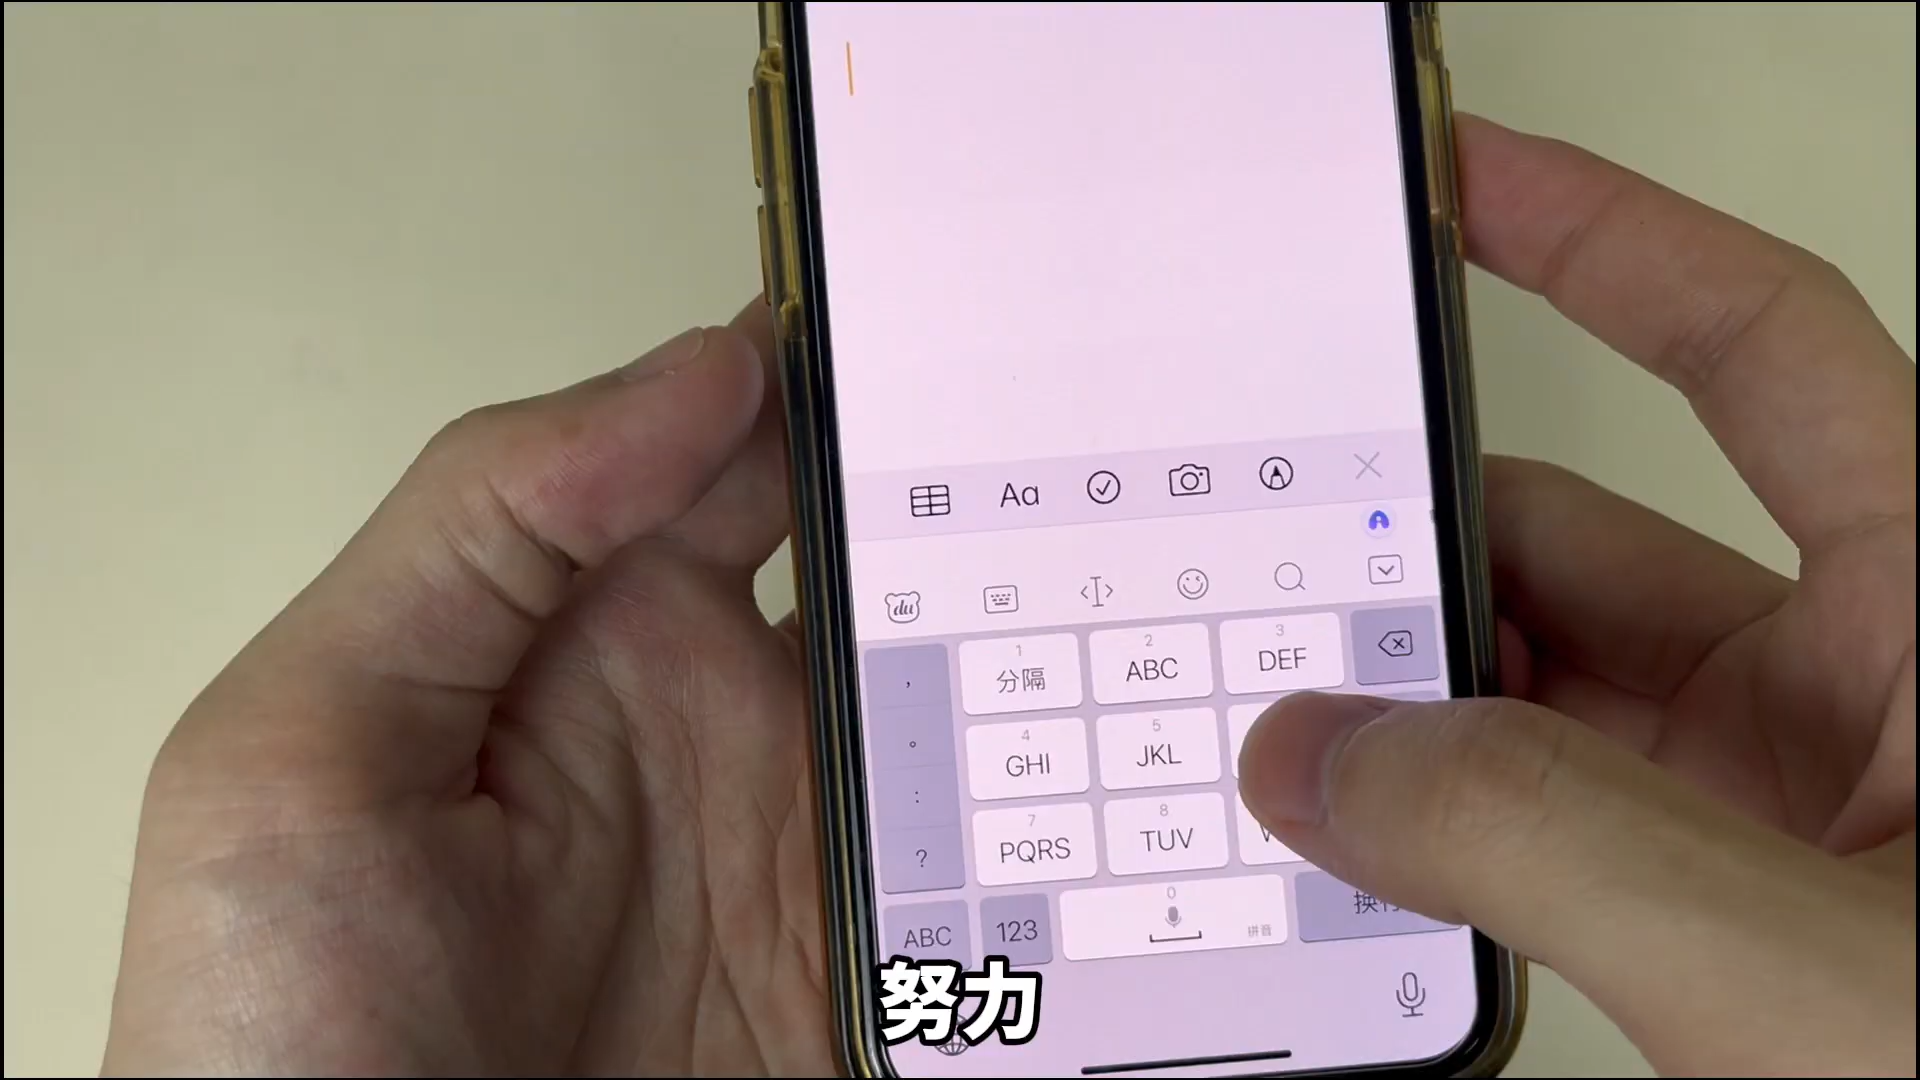 Aa
du
1
分隔
2
ABC
3
DEF
,
4
GHI
5
JKL
。
:
7
PQRS
8
TUV
?
ABC
123
0
拼音
努力